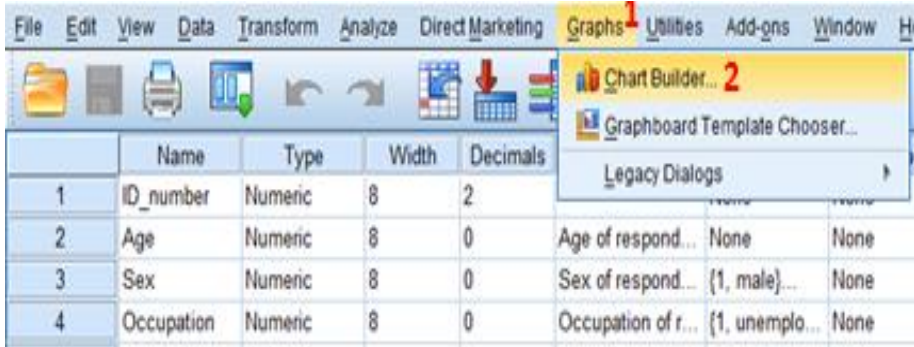 File Edit View Data Transform Analyze Direct Marketing Graphs 1 Utilities Add-ons Window H
Chart Builder... 2
Graphboard Template Chooser...
Legacy Dialogs
Name Type Width Decimals
1 ID_number Numeric 8 2 None
2 Age Numeric 8 0 Age of respond... None None
3 Sex Numeric 8 0 Sex of respond... {1, male}... None
4 Occupation Numeric 8 0 Occupation of r... {1, unemplo... None